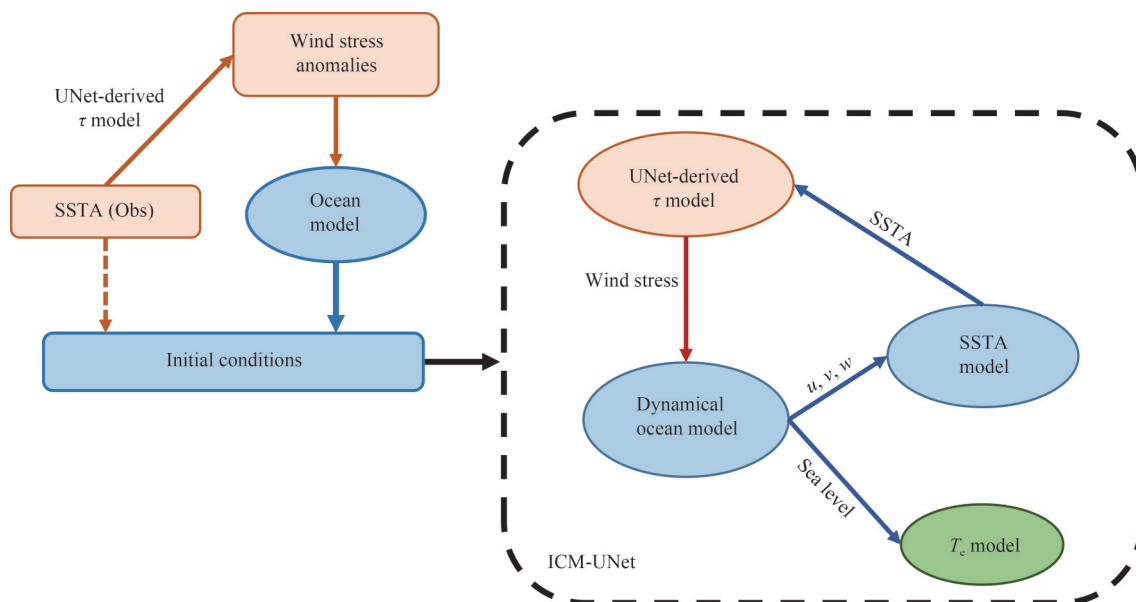 Wind stress
anomalies
UNet-derived
τ model
SSTA (Obs)
Ocean
model
Initial conditions
UNet-derived
τ model
SSTA
Wind stress
SSTA
model
u, v, w
Dynamical
ocean model
Sea level
Te model
ICM-UNet